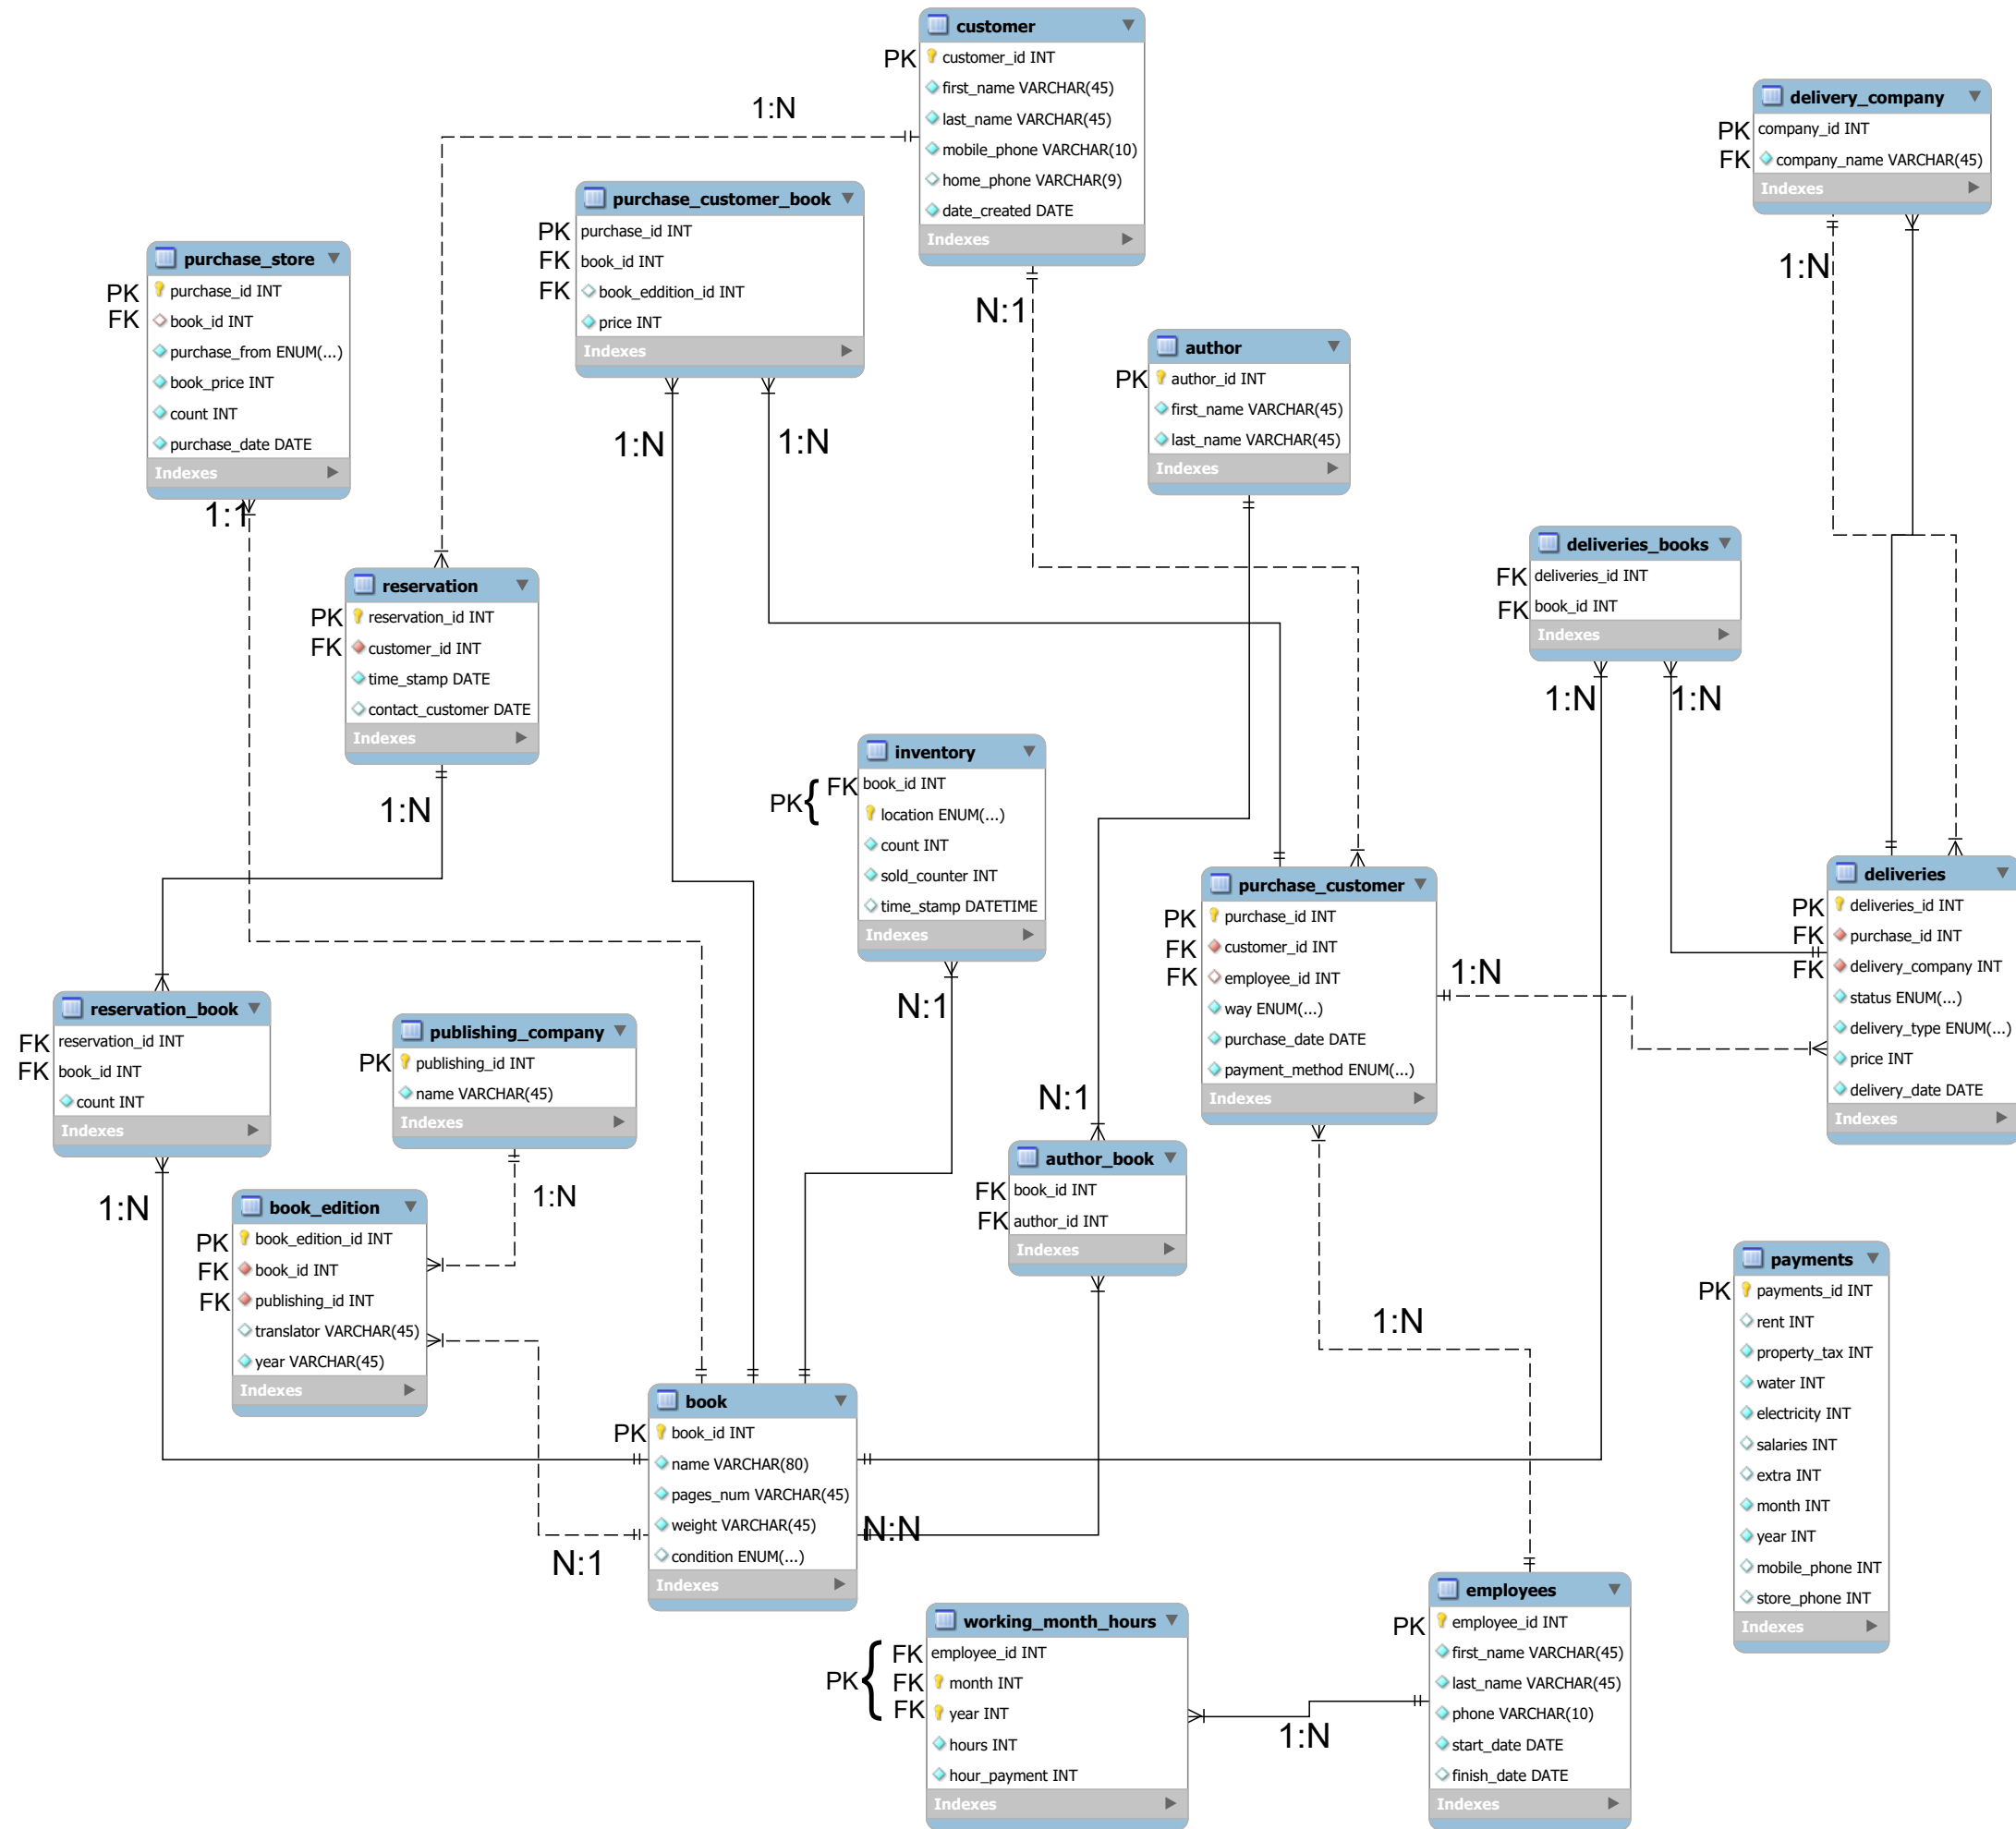 customer
PK customer_id INT
first_name VARCHAR(45)
last_name VARCHAR(45)
mobile_phone VARCHAR(10)
home_phone VARCHAR(9)
date_created DATE
Indexes
1:N
N:1
delivery_company
PK company_id INT
FK company_name VARCHAR(45)
Indexes
1:N
purchase_customer_book
PK purchase_id INT
FK book_id INT
FK book_eddition_id INT
price INT
Indexes
1:N
1:N
purchase_store
PK purchase_id INT
FK book_id INT
purchase_from ENUM(...)
book_price INT
count INT
purchase_date DATE
Indexes
1:1
author
PK author_id INT
first_name VARCHAR(45)
last_name VARCHAR(45)
Indexes
deliveries_books
FK deliveries_id INT
FK book_id INT
Indexes
1:N
1:N
reservation
PK reservation_id INT
FK customer_id INT
time_stamp DATE
contact_customer DATE
Indexes
1:N
inventory
PK{ FK book_id INT
location ENUM(...)
count INT
sold_counter INT
time_stamp DATETIME
Indexes
N:1
purchase_customer
PK purchase_id INT
FK customer_id INT
FK employee_id INT
way ENUM(...)
purchase_date DATE
payment_method ENUM(...)
Indexes
1:N
deliveries
PK deliveries_id INT
FK purchase_id INT
FK delivery_company INT
status ENUM(...)
delivery_type ENUM(...)
price INT
delivery_date DATE
Indexes
reservation_book
FK reservation_id INT
FK book_id INT
count INT
Indexes
1:N
publishing_company
PK publishing_id INT
name VARCHAR(45)
Indexes
1:N
N:1
author_book
FK book_id INT
FK author_id INT
Indexes
book_edition
PK book_edition_id INT
FK book_id INT
FK publishing_id INT
translator VARCHAR(45)
year VARCHAR(45)
Indexes
N:1
payments
PK payments_id INT
rent INT
property_tax INT
water INT
electricity INT
salaries INT
extra INT
month INT
year INT
mobile_phone INT
store_phone INT
Indexes
1:N
book
PK book_id INT
name VARCHAR(80)
pages_num VARCHAR(45)
weight VARCHAR(45)
condition ENUM(...)
Indexes
N:N
employees
PK employee_id INT
first_name VARCHAR(45)
last_name VARCHAR(45)
phone VARCHAR(10)
start_date DATE
finish_date DATE
Indexes
working_month_hours
PK{ FK employee_id INT
FK month INT
FK year INT
hours INT
hour_payment INT
Indexes
1:N